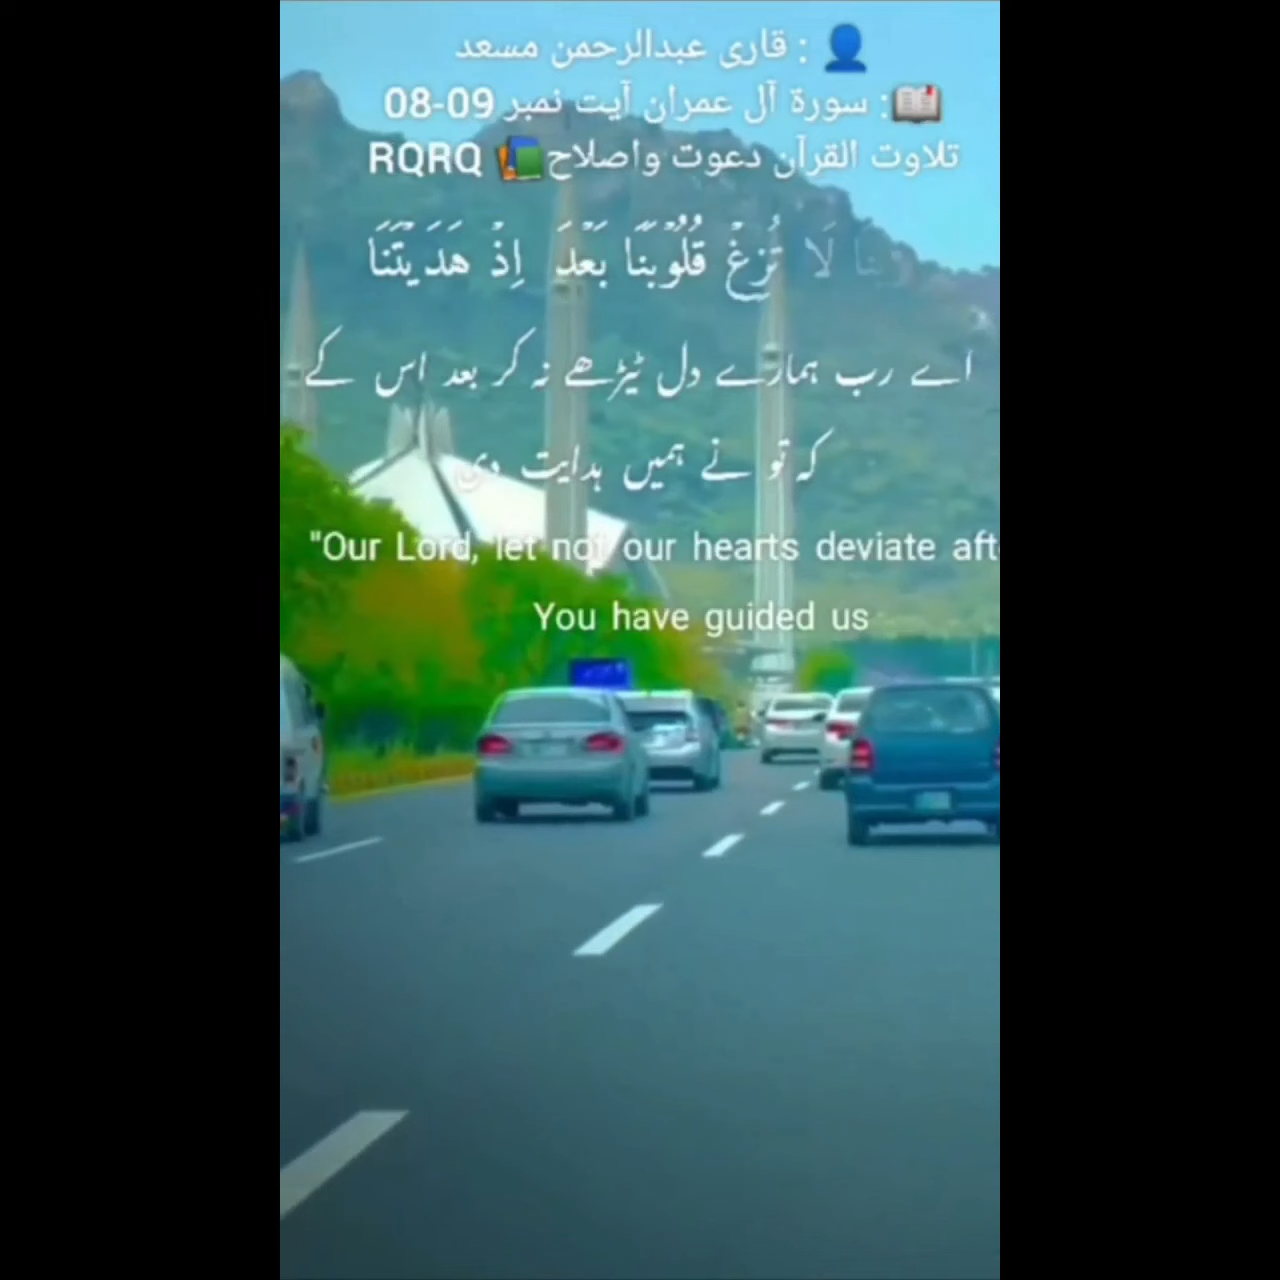 👤 : قاری عبدالرحمن مسعد
📖: سورة آل عمران آیت نمبر 09-08
تلاوت القرآن دعوت واصلاح📚 RQRQ
رَبَّنَا لَا تُزِغْ قُلُوْبَنَا بَعْدَ اِذْ هَدَيْتَنَا
اے رب ہمارے دل ٹیڑھے نہ کر بعد اس کے
کہ تو نے ہمیں ہدایت دی
"Our Lord, let not our hearts deviate aft
You have guided us